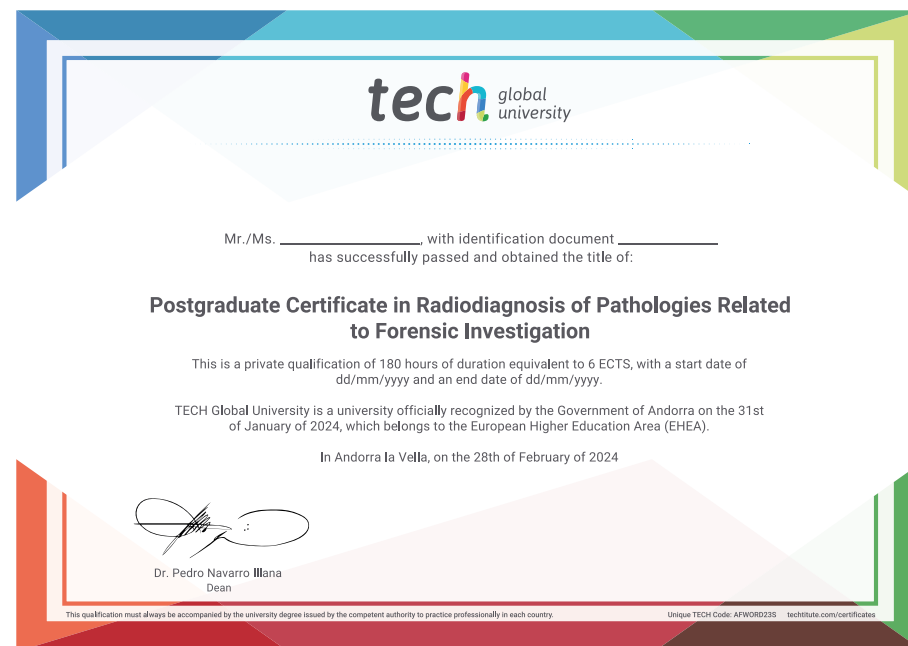 tech global university
Mr./Ms. ____________________, with identification document ______________
has successfully passed and obtained the title of:
Postgraduate Certificate in Radiodiagnosis of Pathologies Related
to Forensic Investigation
This is a private qualification of 180 hours of duration equivalent to 6 ECTS, with a start date of
dd/mm/yyyy and an end date of dd/mm/yyyy.
TECH Global University is a university officially recognized by the Government of Andorra on the 31st
of January of 2024, which belongs to the European Higher Education Area (EHEA).
In Andorra la Vella, on the 28th of February of 2024
Dr. Pedro Navarro Illana
Dean
This qualification must always be accompanied by the university degree issued by the competent authority to practice professionally in each country.
Unique TECH Code: AFWORD23S techtitute.com/certificates